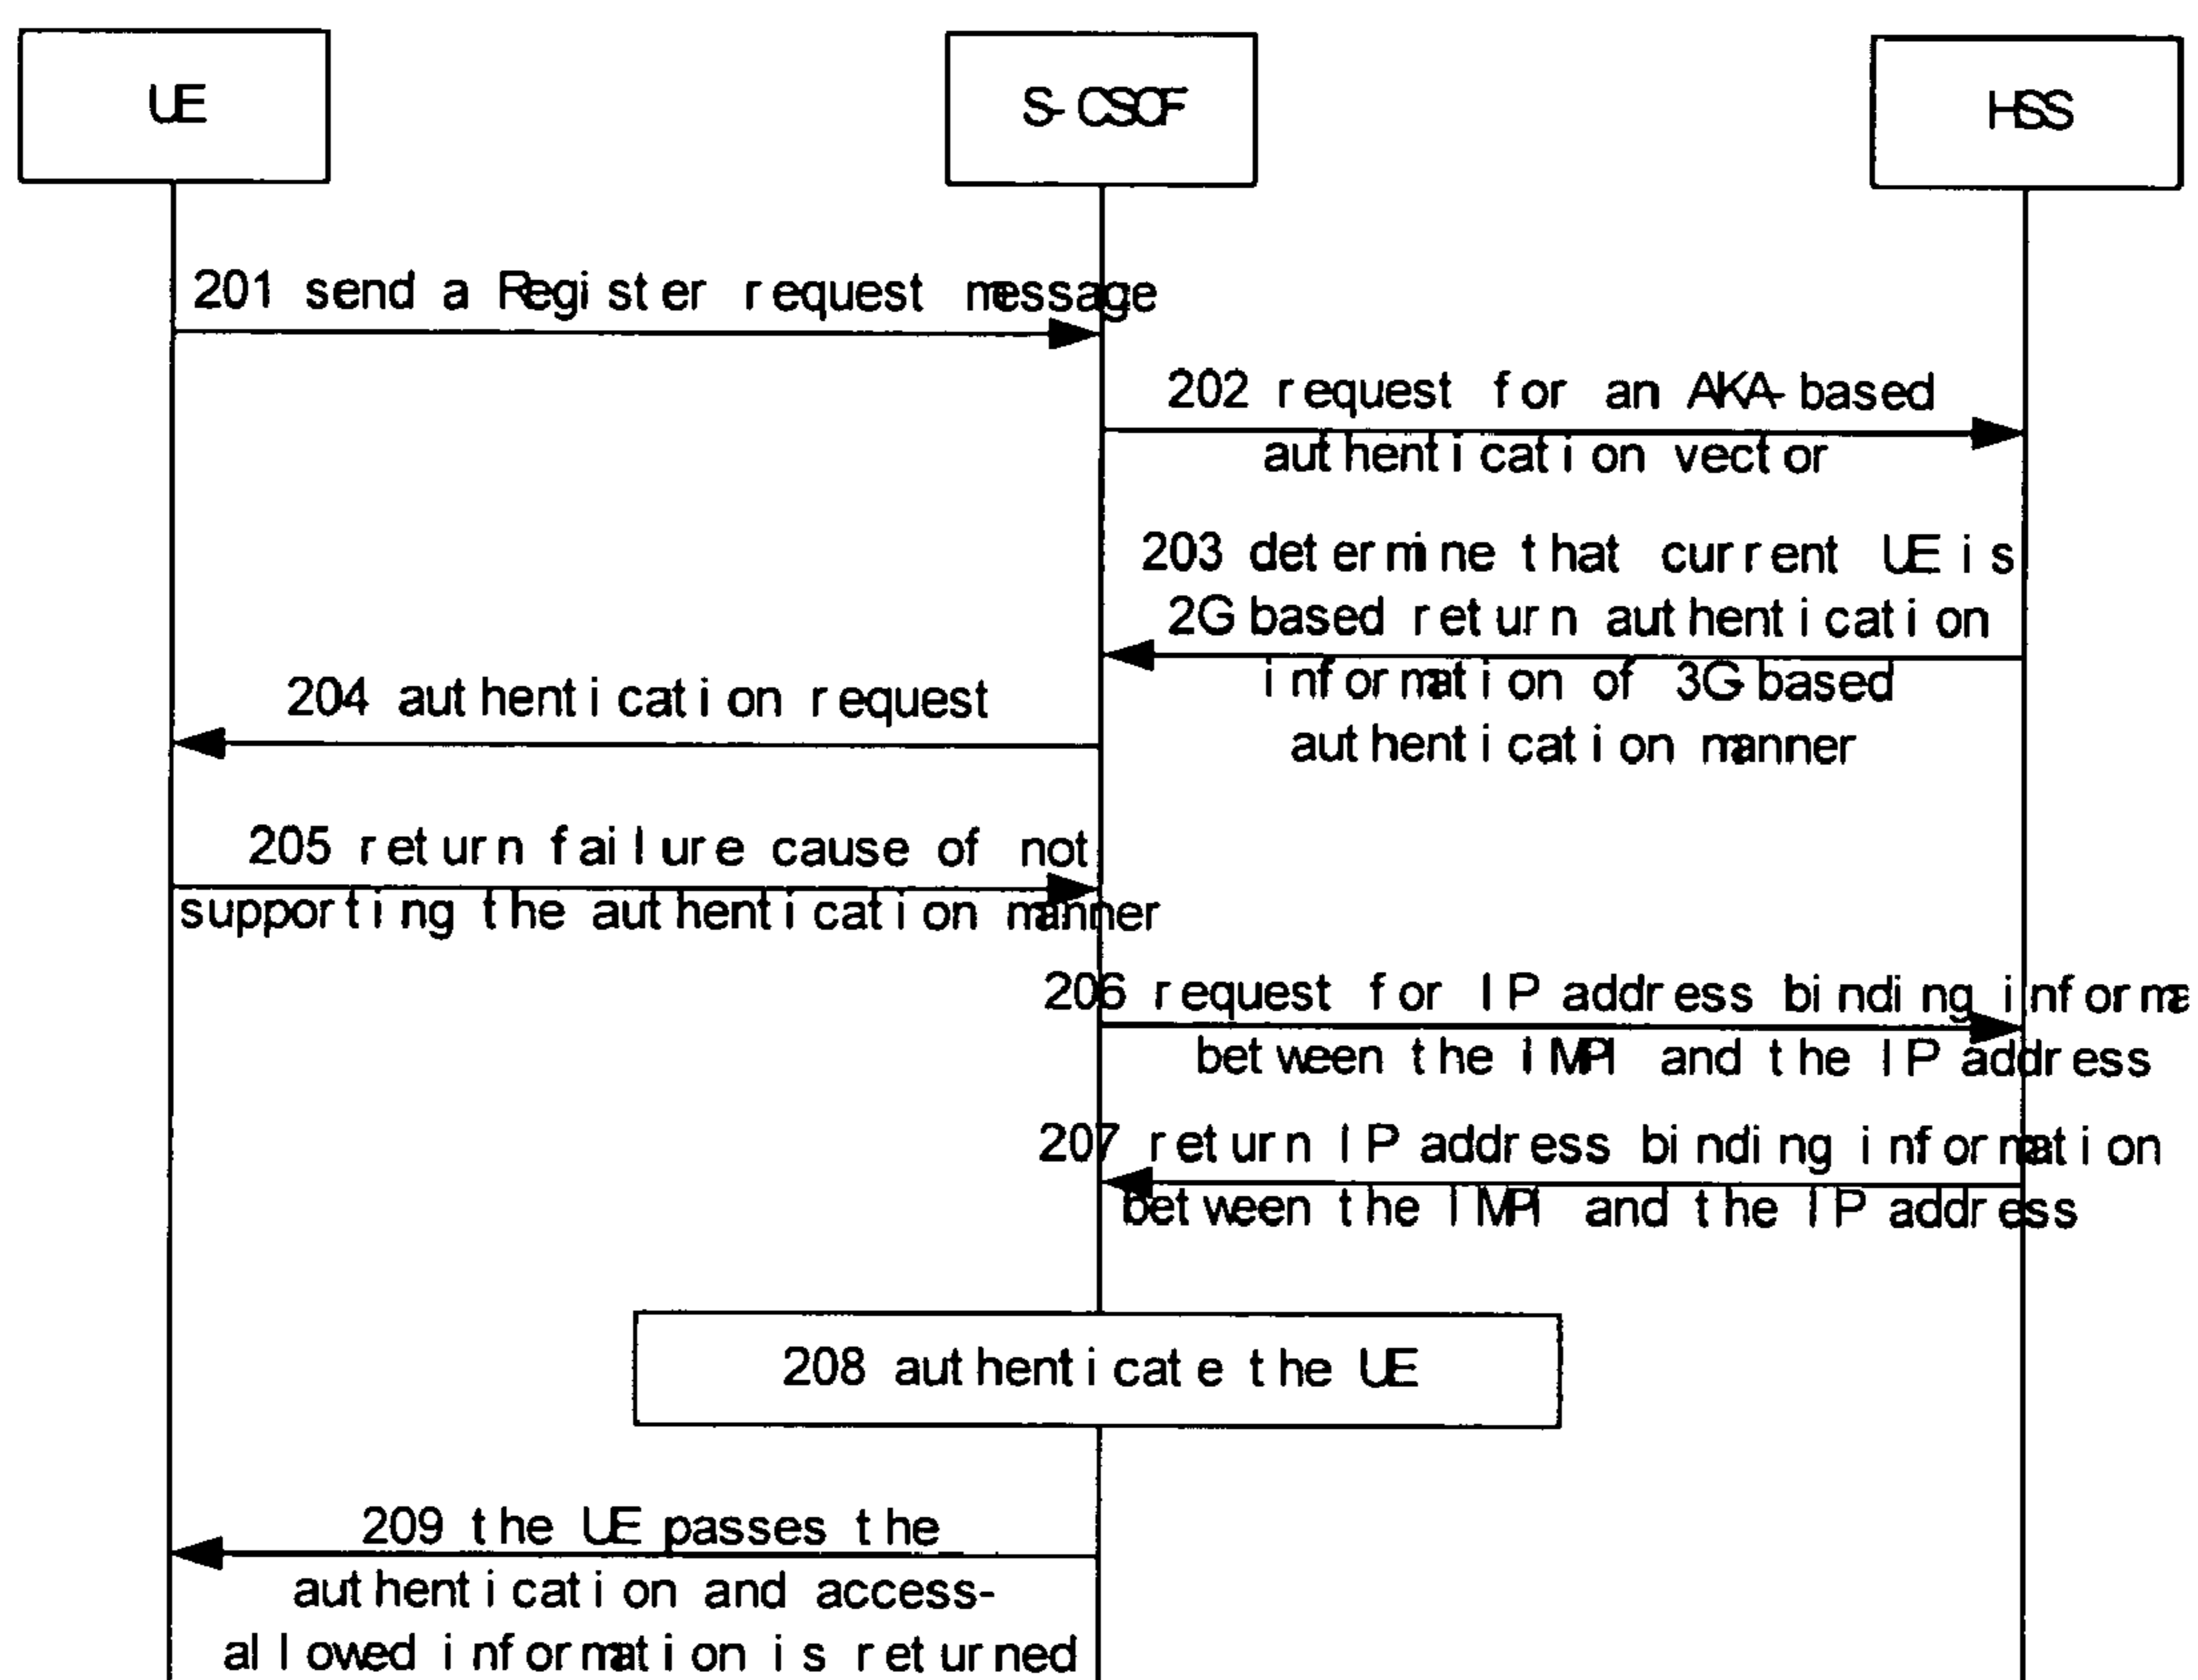 UE
S-CSCF
HSS
201 send a Register request message
202 request for an AKA-based
authentication vector
203 determine that current UE is
2G based return authentication
information of 3G based
authentication manner
204 authentication request
205 return failure cause of not
supporting the authentication manner
206 request for IP address binding informa
between the IMPI and the IP address
207 return IP address binding information
between the IMPI and the IP address
208 authenticate the UE
209 the UE passes the
authentication and access-
allowed information is returned